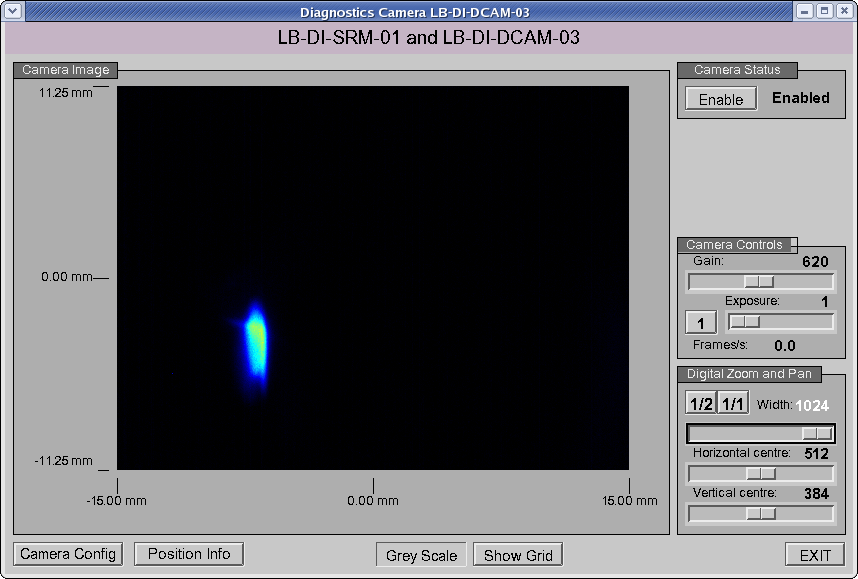 Diagnostics Camera LB-DI-DCAM-03
LB-DI-SRM-01 and LB-DI-DCAM-03
Camera Image
11.25 mm
0.00 mm
-11.25 mm
-15.00 mm 0.00 mm 15.00 mm
Camera Status
Enable Enabled
Camera Controls
Gain: 620
Exposure: 1
1
Frames/s: 0.0
Digital Zoom and Pan
1/2 1/1 Width: 1024
Horizontal centre: 512
Vertical centre: 384
Camera Config Position Info Grey Scale Show Grid EXIT